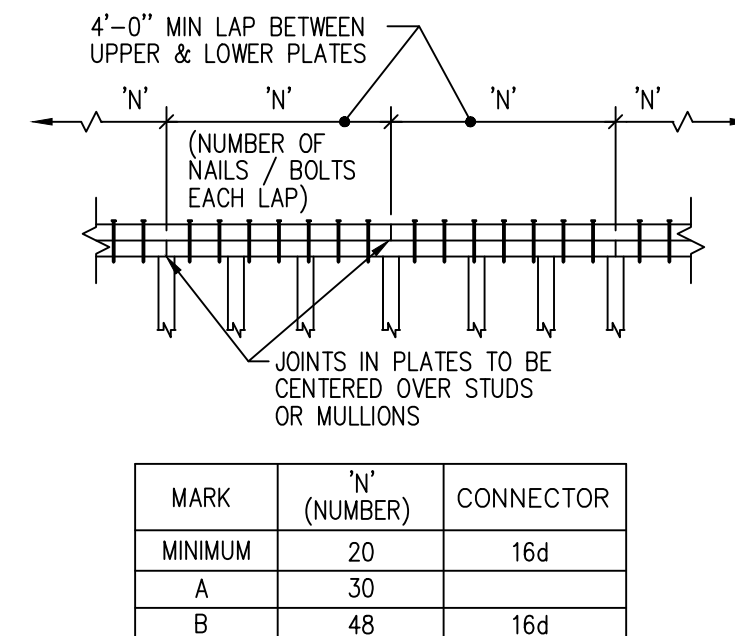 4'-0" MIN LAP BETWEEN
UPPER & LOWER PLATES
'N' 'N' 'N' 'N'
(NUMBER OF
NAILS / BOLTS
EACH LAP)
JOINTS IN PLATES TO BE
CENTERED OVER STUDS
OR MULLIONS
MARK 'N' (NUMBER) CONNECTOR
MINIMUM 20 16d
A 30
B 48 16d